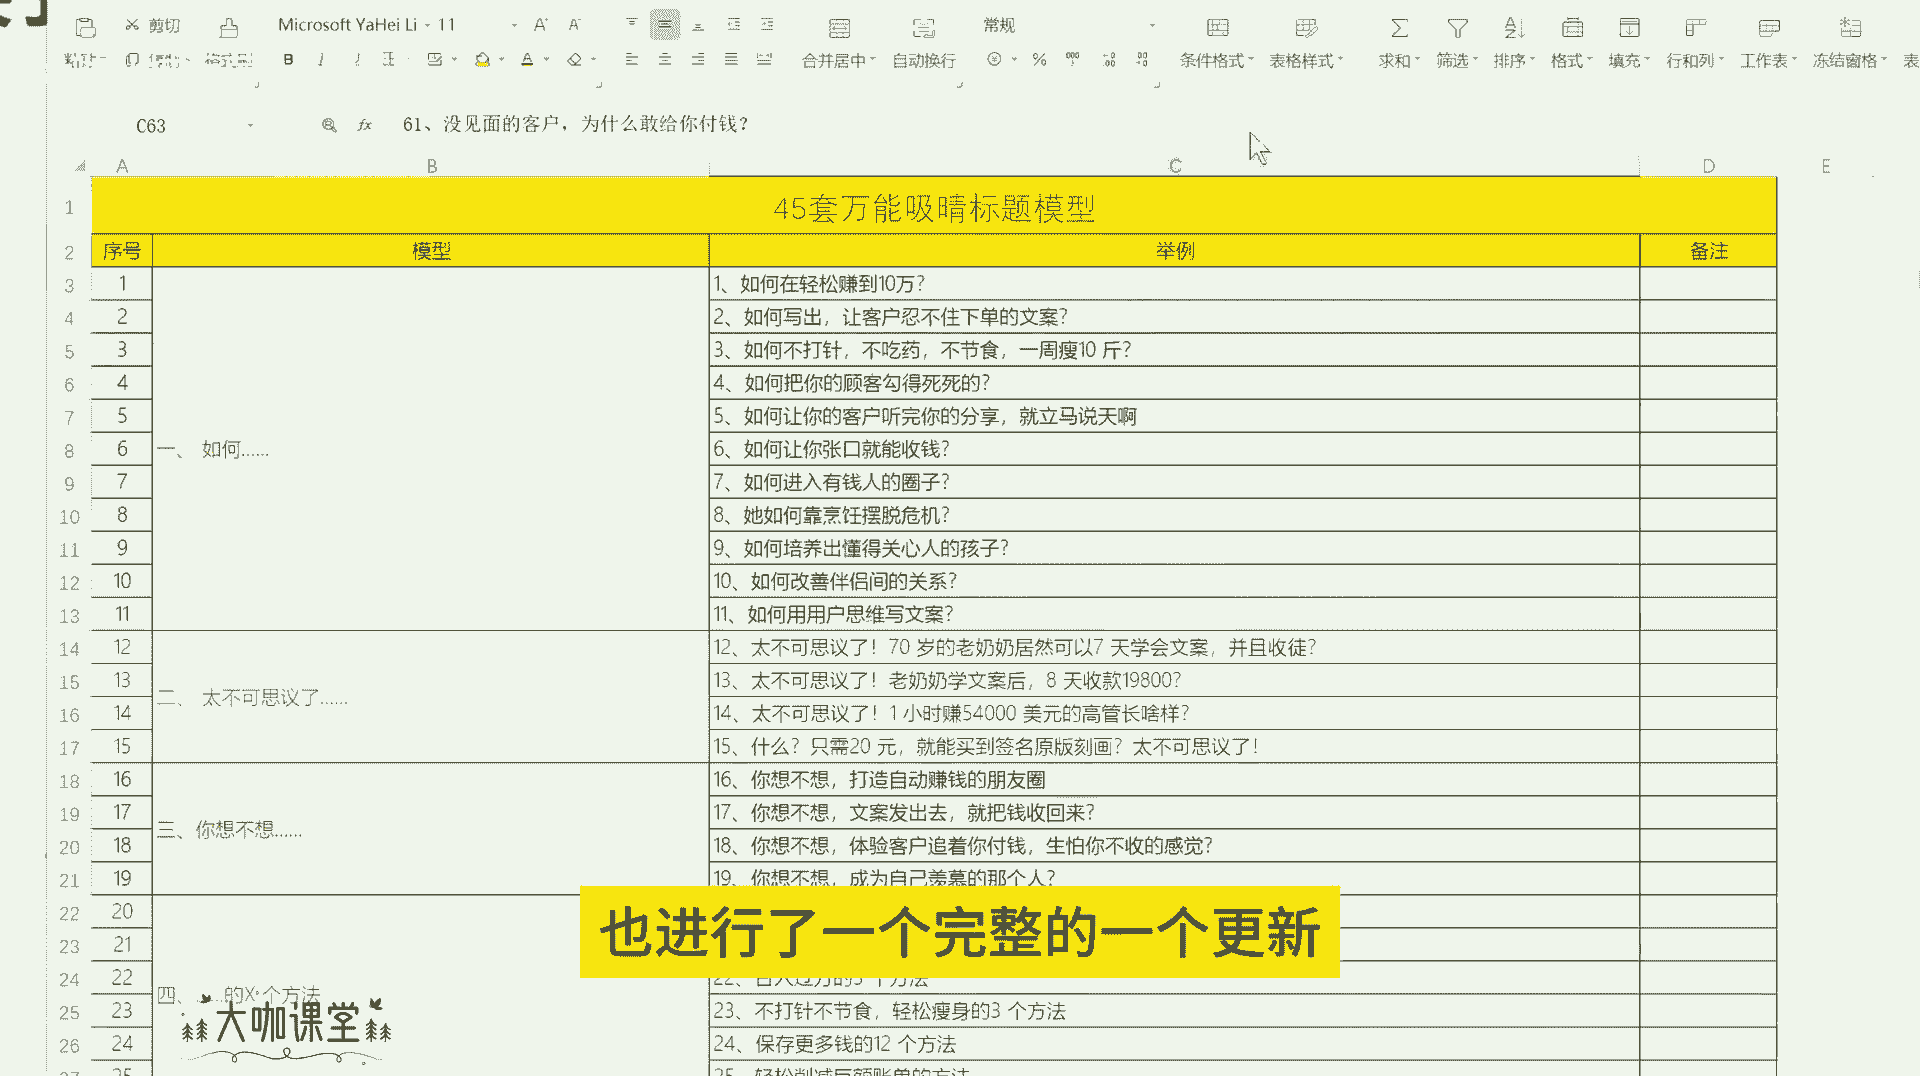 剪切 Microsoft YaHei Li 11 A⁺ A⁻ 常规
粘贴 复制 格式刷 B I 合并居中 自动换行 % 条件格式 表格样式 求和 筛选 排序 格式 填充 行和列 工作表 冻结窗格 表
C63 fx 61、没见面的客户，为什么敢给你付钱？
A B C D E
1 45套万能吸晴标题模型
2 序号 模型 举例 备注
3 1 1、如何在轻松赚到10万？
4 2 2、如何写出，让客户忍不住下单的文案？
5 3 3、如何不打针，不吃药，不节食，一周瘦10 斤？
6 4 4、如何把你的顾客勾得死死的？
7 5 5、如何让你的客户听完你的分享，就立马说天啊
8 6 一、 如何...... 6、如何让你张口就能收钱？
9 7 7、如何进入有钱人的圈子？
10 8 8、她如何靠烹饪摆脱危机？
11 9 9、如何培养出懂得关心人的孩子？
12 10 10、如何改善伴侣间的关系？
13 11 11、如何用用户思维写文案？
14 12 12、太不可思议了！70 岁的老奶奶居然可以7 天学会文案，并且收徒？
15 13 二、 太不可思议了...... 13、太不可思议了！老奶奶学文案后，8 天收款19800？
16 14 14、太不可思议了！1 小时赚54000 美元的高管长啥样？
17 15 15、什么？只需20 元，就能买到签名原版刻画？太不可思议了！
18 16 16、你想不想，打造自动赚钱的朋友圈
19 17 三、你想不想...... 17、你想不想，文案发出去，就把钱收回来？
20 18 18、你想不想，体验客户追着你付钱，生怕你不收的感觉？
21 19 19、你想不想，成为自己羡慕的那个人？
22 20
23 21
也进行了一个完整的一个更新
24 22 四、......的X 个方法
25 23 23、不打针不节食，轻松瘦身的3 个方法
大咖课堂
26 24 24、保存更多钱的12 个方法
25、轻松削减巨额账单的方法